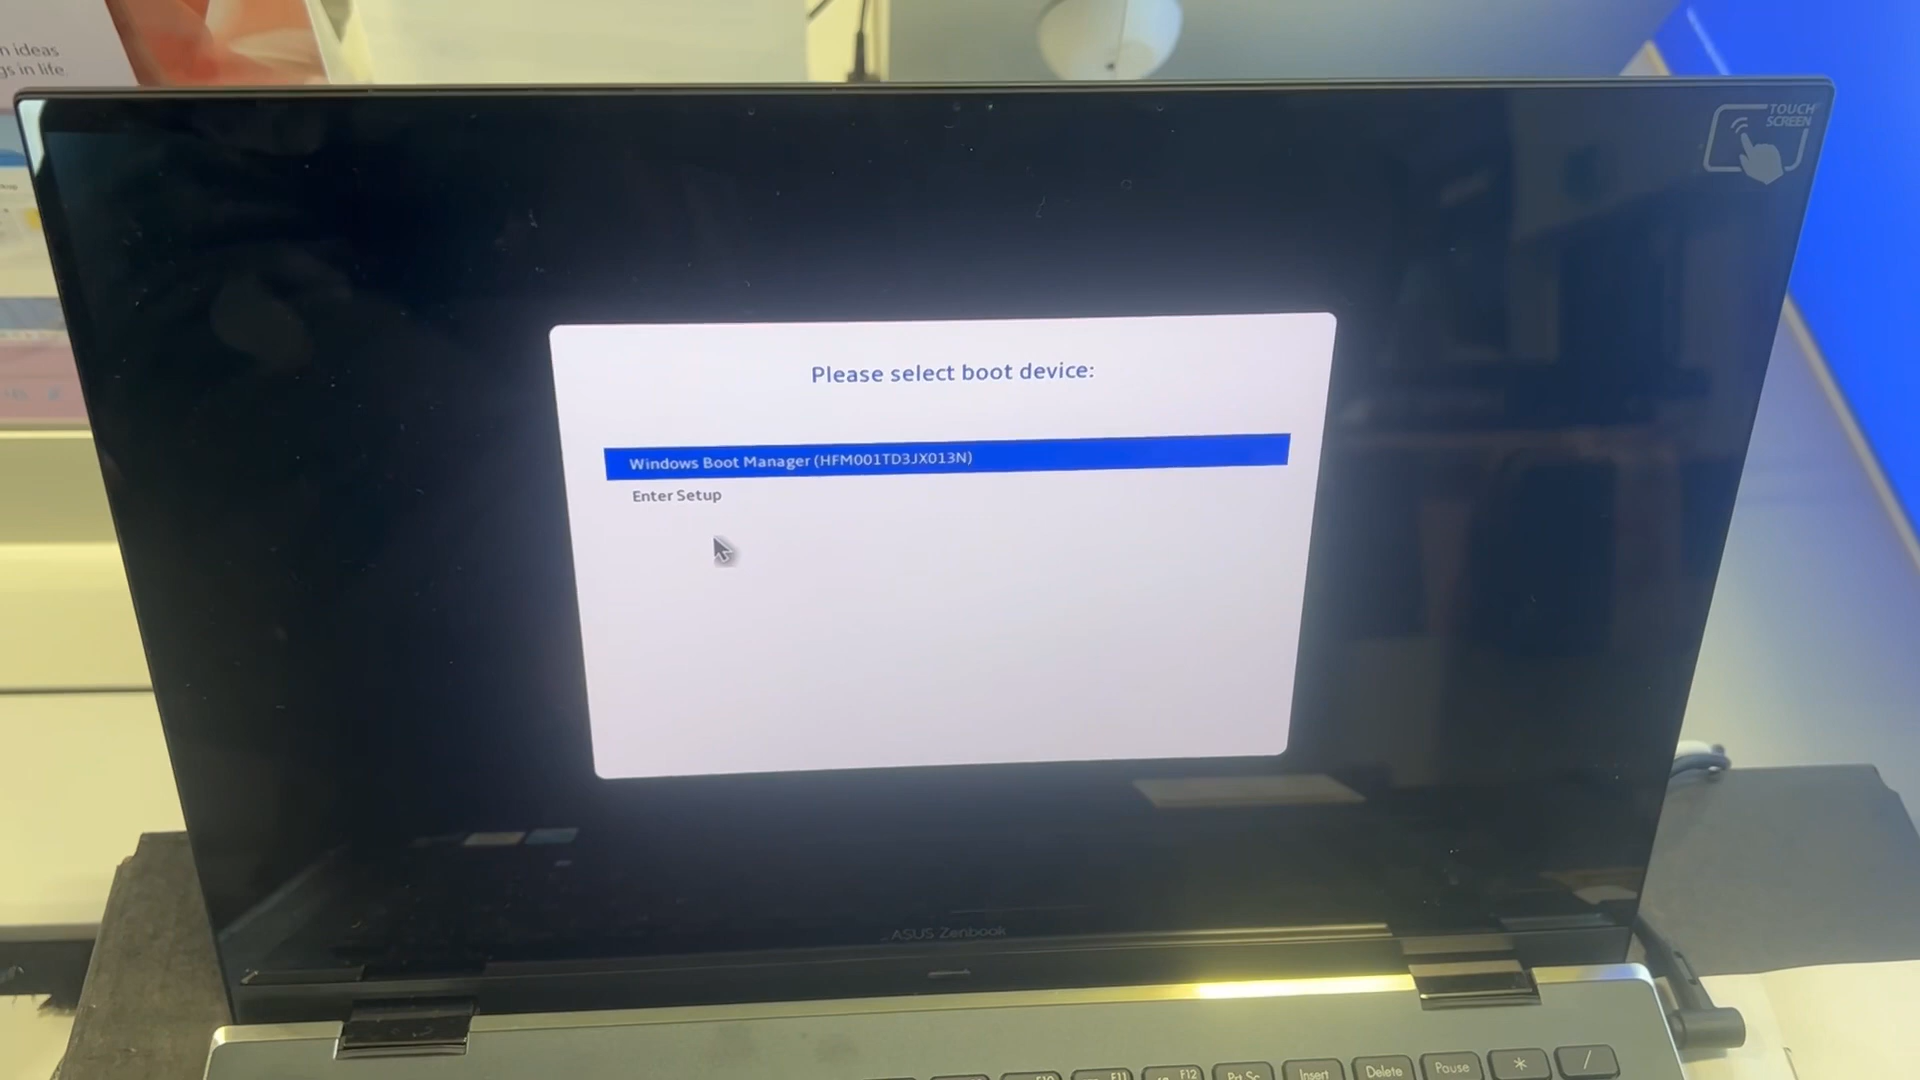 n ideas
gs in life.
TOUCH
SCREEN
Please select boot device:
Windows Boot Manager (HFM001TD3JX013N)
Enter Setup
ASUS Zenbook
F10
F11
F12
Prt Sc
Insert
Delete
Pause
*
/